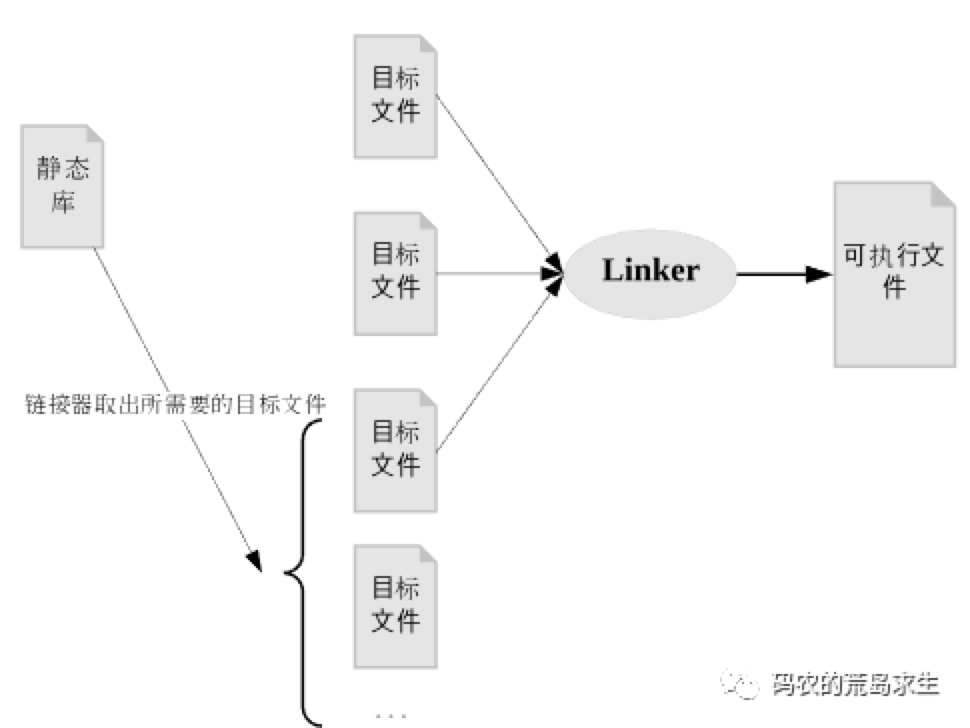 目标
文件
静态
库
目标
文件
Linker
可执行文
件
链接器取出所需要的目标文件
目标
文件
目标
文件
...
码农的荒岛求生